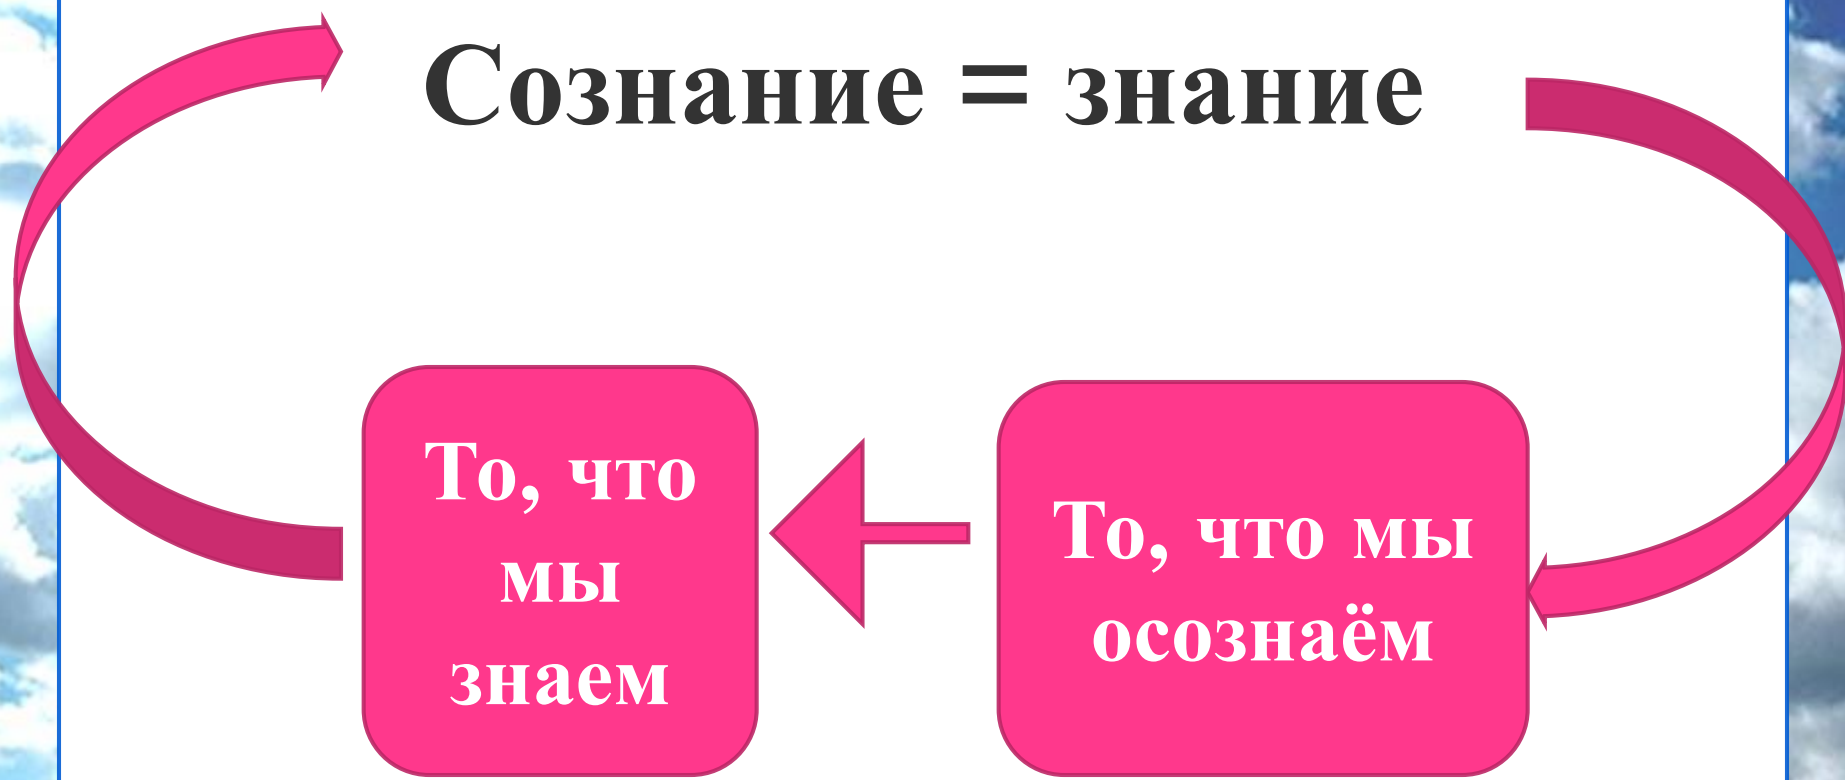 Сознание = знание
То, что
мы
знаем
То, что мы
осознаём